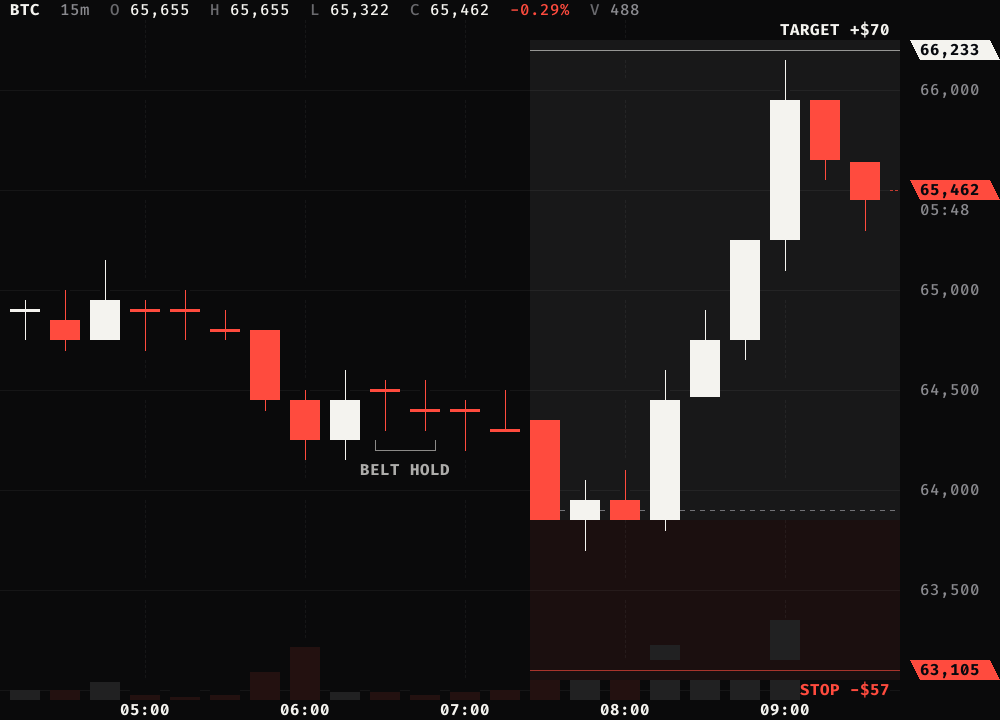 BTC 15m O 65,655 H 65,655 L 65,322 C 65,462 -0.29% V 488
TARGET +$70
66,233
66,000
65,462
05:48
65,000
64,500
BELT HOLD
64,000
63,500
63,105
STOP -$57
05:00 06:00 07:00 08:00 09:00